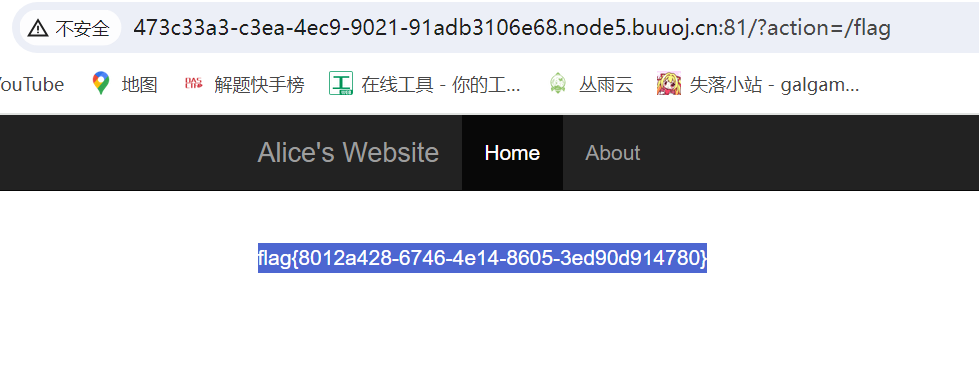 不安全 473c33a3-c3ea-4ec9-9021-91adb3106e68.node5.buuoj.cn:81/?action=/flag
ouTube 地图 解题快手榜 在线工具 - 你的工... 丛雨云 失落小站 - galgam...
Alice's Website Home About
flag{8012a428-6746-4e14-8605-3ed90d914780}